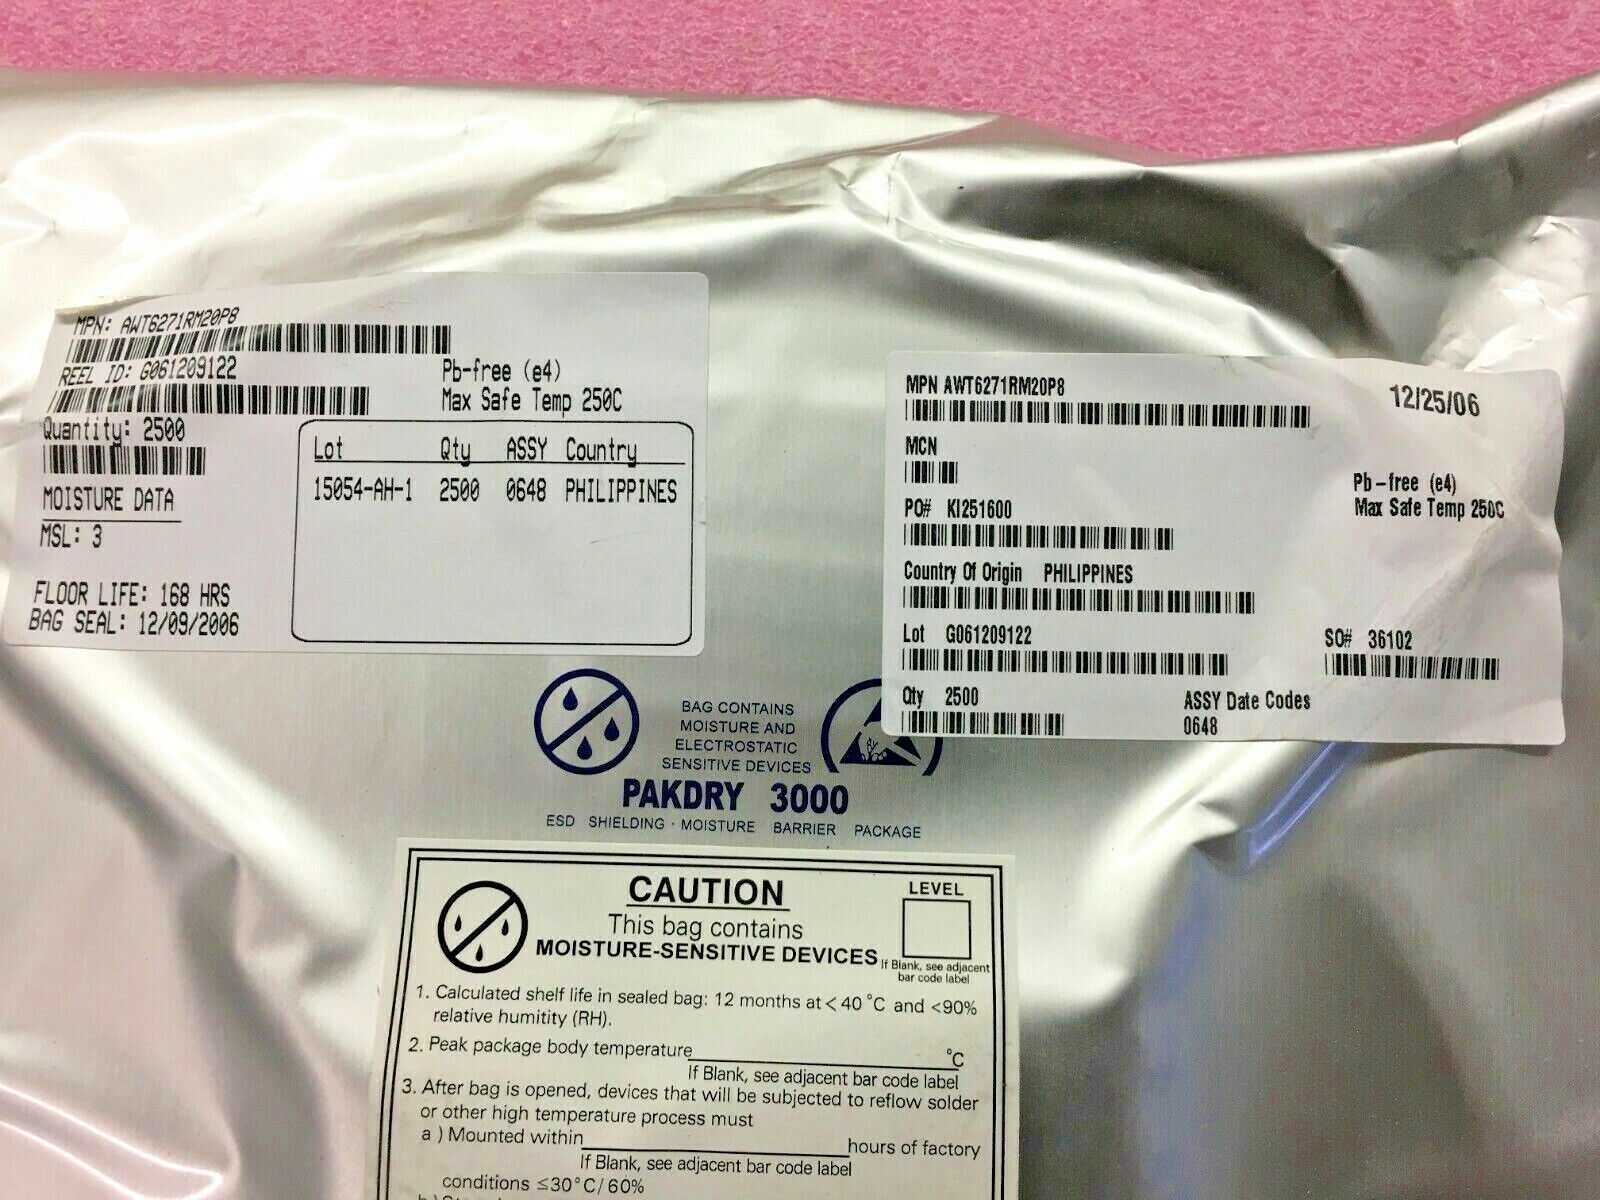 MPN: AWT6271RM20P8
REEL ID: G061209122
Pb-free (e4)
Max Safe Temp 250C
Quantity: 2500
Lot Qty ASSY Country
15054-AH-1 2500 0648 PHILIPPINES
MOISTURE DATA
MSL: 3
FLOOR LIFE: 168 HRS
BAG SEAL: 12/09/2006
MPN AWT6271RM20P8
12/25/06
MCN
Pb-free (e4)
Max Safe Temp 250C
PO# KI251600
Country Of Origin PHILIPPINES
Lot G061209122
SO# 36102
Qty 2500
ASSY Date Codes
0648
BAG CONTAINS
MOISTURE AND
ELECTROSTATIC
SENSITIVE DEVICES
PAKDRY 3000
ESD SHIELDING · MOISTURE BARRIER PACKAGE
CAUTION
This bag contains
MOISTURE-SENSITIVE DEVICES
LEVEL
If Blank, see adjacent
bar code label
1. Calculated shelf life in sealed bag: 12 months at < 40 °C and <90%
relative humitity (RH).
2. Peak package body temperature °C
If Blank, see adjacent bar code label
3. After bag is opened, devices that will be subjected to reflow solder
or other high temperature process must
a ) Mounted within hours of factory
If Blank, see adjacent bar code label
conditions ≤30°C/ 60%